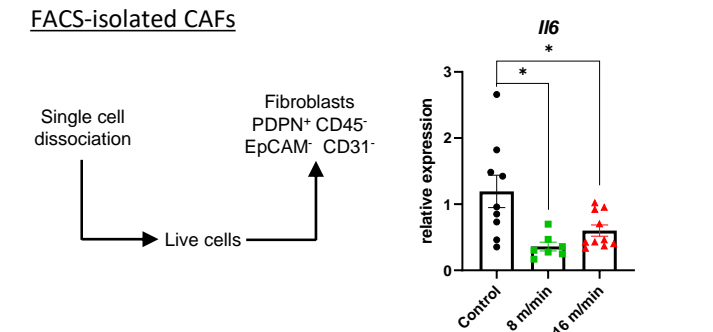 FACS-isolated CAFs
Single cell
dissociation
Live cells
Fibroblasts
PDPN⁺ CD45⁻
EpCAM⁻ CD31⁻
Il6
*
*
relative expression
3
2
1
0
Control
8 m/min
16 m/min